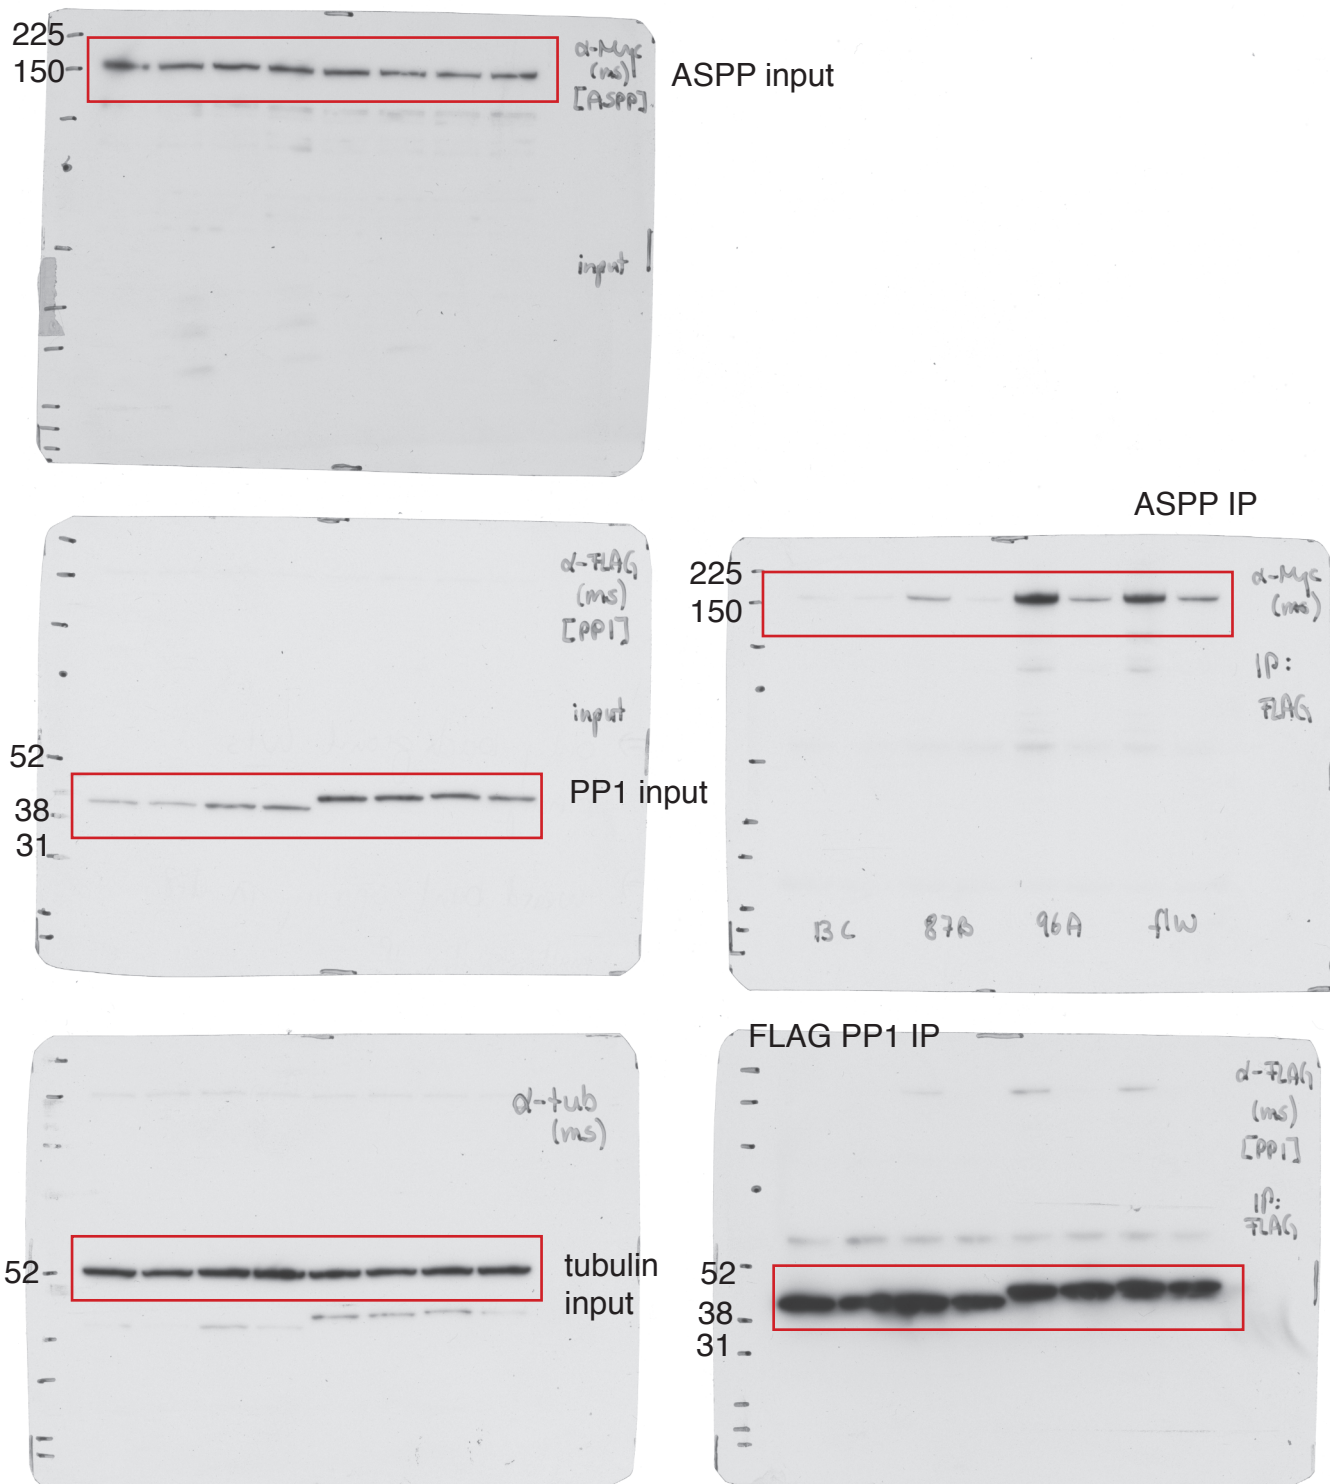 225
150
α-Myc
(ms)
[ASPP]
ASPP input
input
α-FLAG
(ms)
[PP1]
input
52
38
31
PP1 input
ASPP IP
225
150
α-Myc
(ms)
IP:
FLAG
13C
87B
96A
flw
α-tub
(ms)
52
tubulin
input
FLAG PP1 IP
α-FLAG
(ms)
[PP1]
IP:
FLAG
52
38
31